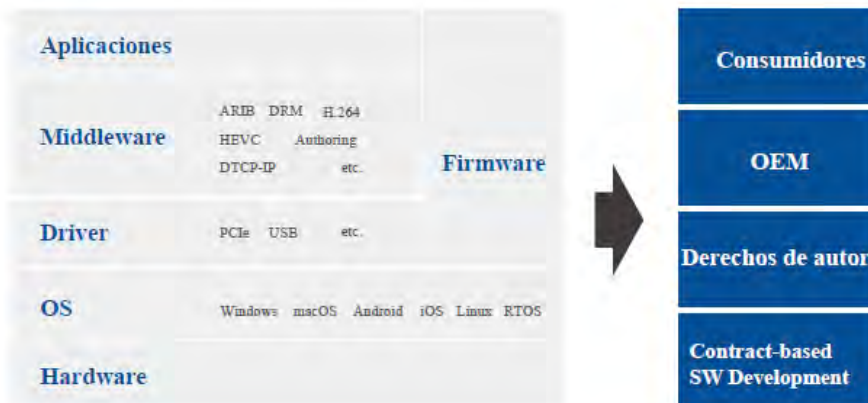 Aplicaciones
Middleware
ARIB DRM H.264
HEVC Authoring
DTCP-IP etc.
Firmware
Driver
PCIe USB etc.
OS
Windows macOS Android iOS Linux RTOS
Hardware
Consumidores
OEM
Derechos de autor
Contract-based
SW Development